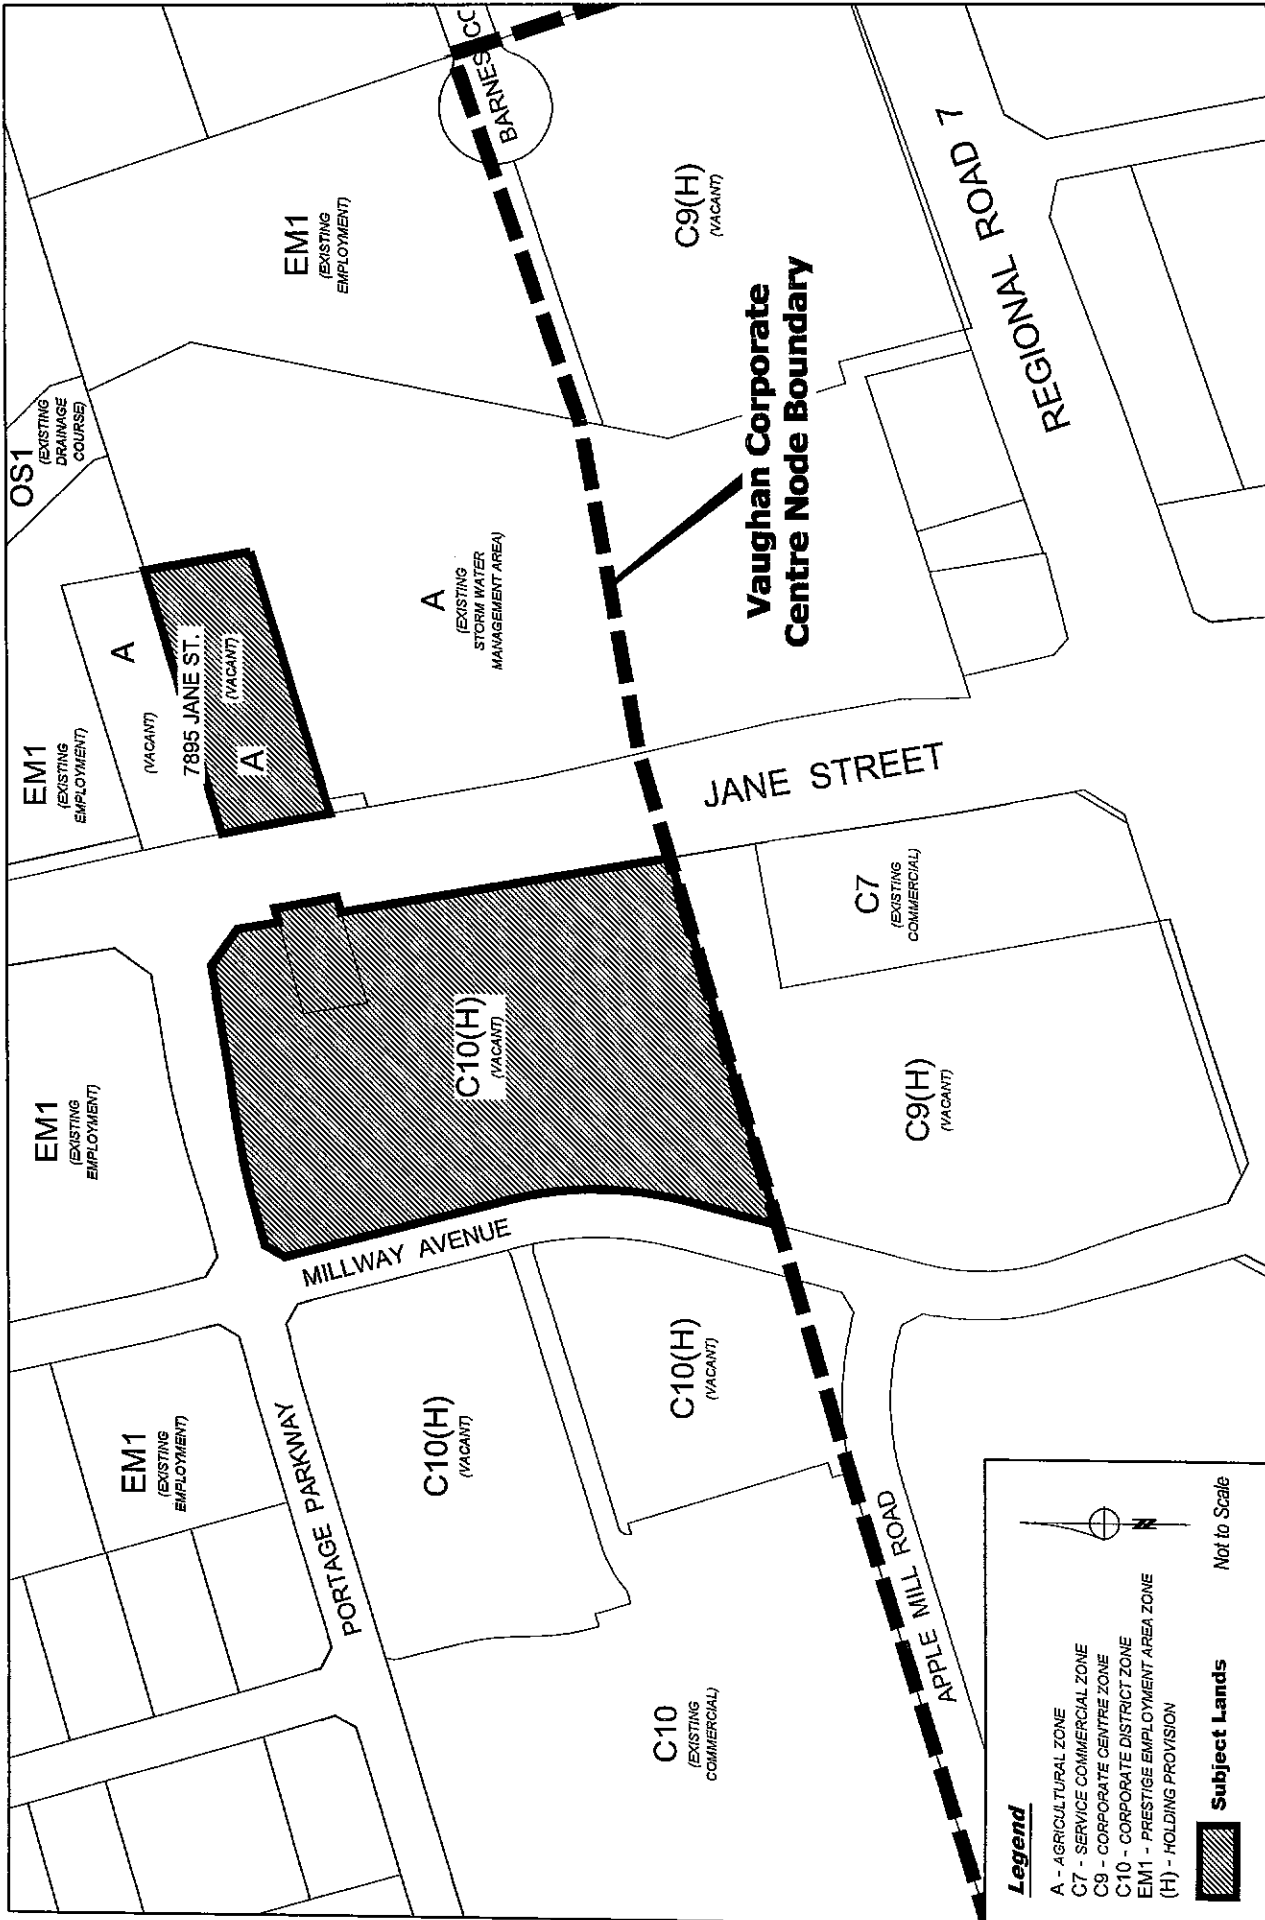 OS1
(EXISTING
DRAINAGE
COURSE)
EM1
(EXISTING
EMPLOYMENT)
BARNES CO
C9(H)
(VACANT)
REGIONAL ROAD 7
Vaughan Corporate
Centre Node Boundary
A
(EXISTING
STORM WATER
MANAGEMENT AREA)
A
(VACANT)
7895 JANE ST.
(VACANT)
A
EM1
(EXISTING
EMPLOYMENT)
JANE STREET
C7
(EXISTING
COMMERCIAL)
C10(H)
(VACANT)
C9(H)
(VACANT)
EM1
(EXISTING
EMPLOYMENT)
MILLWAY AVENUE
C10(H)
(VACANT)
C10(H)
(VACANT)
EM1
(EXISTING
EMPLOYMENT)
PORTAGE PARKWAY
APPLE MILL ROAD
C10
(EXISTING
COMMERCIAL)
Legend
A - AGRICULTURAL ZONE
C7 - SERVICE COMMERCIAL ZONE
C9 - CORPORATE CENTRE ZONE
C10 - CORPORATE DISTRICT ZONE
EM1 - PRESTIGE EMPLOYMENT AREA ZONE
(H) - HOLDING PROVISION
Subject Lands
N
Not to Scale